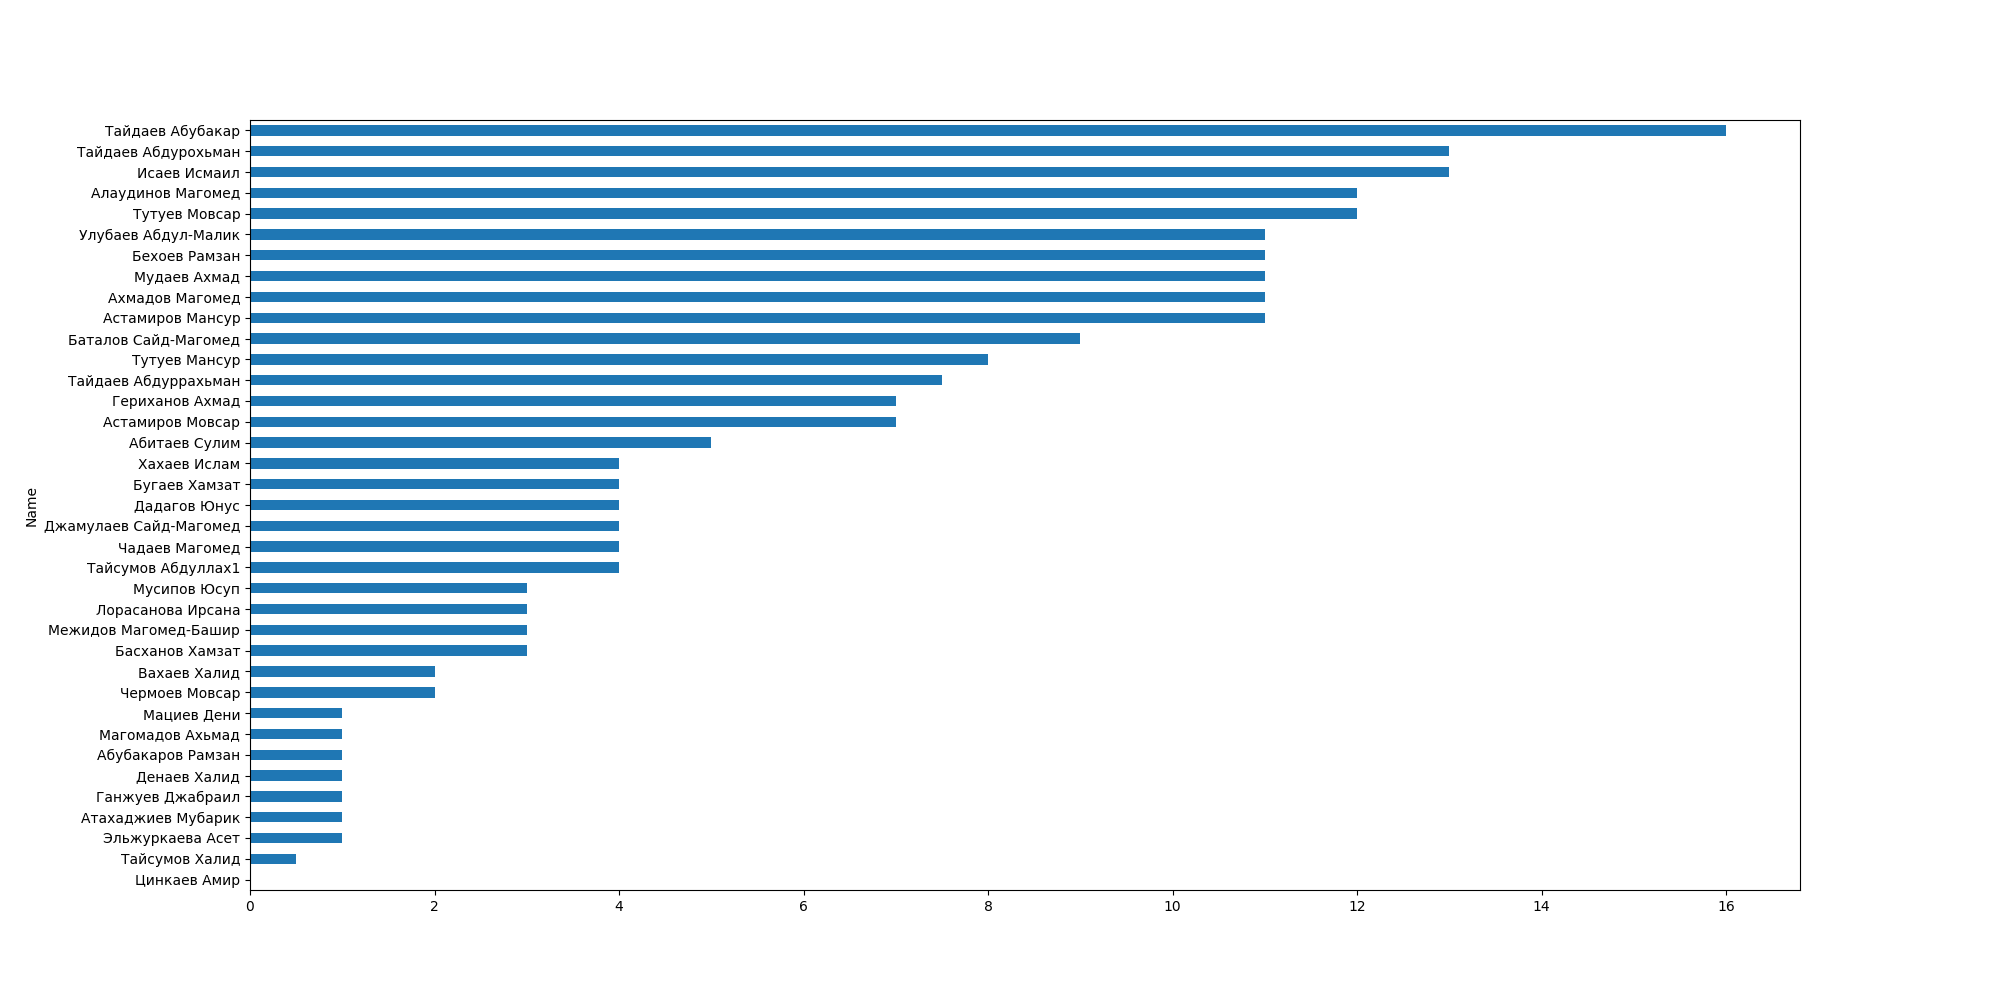 Тайдаев Абубакар
Тайдаев Абдурохьман
Исаев Исмаил
Алаудинов Магомед
Тутуев Мовсар
Улубаев Абдул-Малик
Бехоев Рамзан
Мудаев Ахмад
Ахмадов Магомед
Астамиров Мансур
Баталов Сайд-Магомед
Тутуев Мансур
Тайдаев Абдуррахьман
Гериханов Ахмад
Астамиров Мовсар
Абитаев Сулим
Хахаев Ислам
Бугаев Хамзат
Дадагов Юнус
Джамулаев Сайд-Магомед
Чадаев Магомед
Тайсумов Абдуллах1
Мусипов Юсуп
Лорасанова Ирсана
Межидов Магомед-Башир
Басханов Хамзат
Вахаев Халид
Чермоев Мовсар
Мациев Дени
Магомадов Ахьмад
Абубакаров Рамзан
Денаев Халид
Ганжуев Джабраил
Атахаджиев Мубарик
Эльжуркаева Асет
Тайсумов Халид
Цинкаев Амир
Name
0 2 4 6 8 10 12 14 16